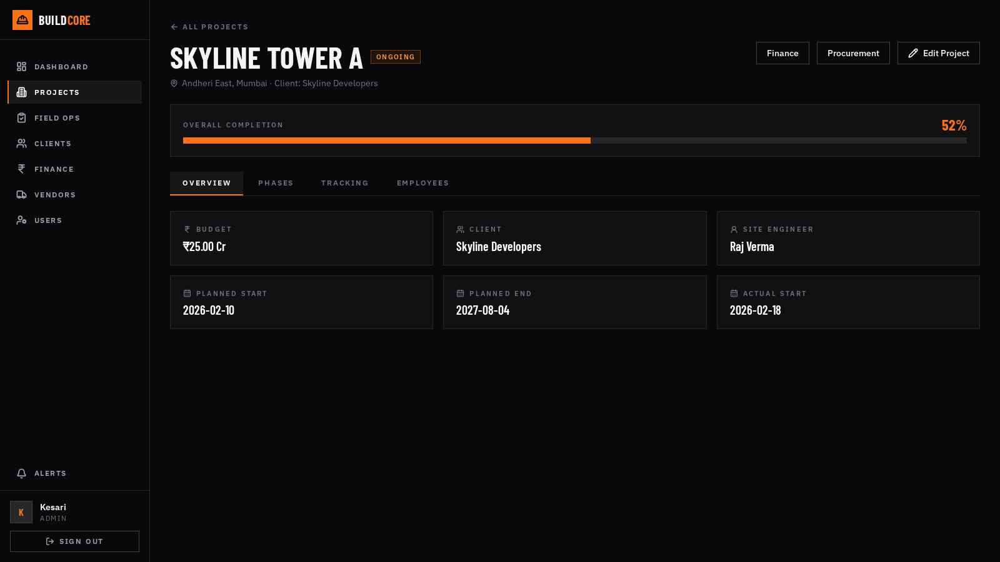 BUILDCORE
DASHBOARD
PROJECTS
FIELD OPS
CLIENTS
FINANCE
VENDORS
USERS
ALERTS
K
Kesari
ADMIN
SIGN OUT
ALL PROJECTS
SKYLINE TOWER A ONGOING
Andheri East, Mumbai · Client: Skyline Developers
Finance Procurement Edit Project
OVERALL COMPLETION 52%
OVERVIEW PHASES TRACKING EMPLOYEES
BUDGET
₹25.00 Cr
CLIENT
Skyline Developers
SITE ENGINEER
Raj Verma
PLANNED START
2026-02-10
PLANNED END
2027-08-04
ACTUAL START
2026-02-18